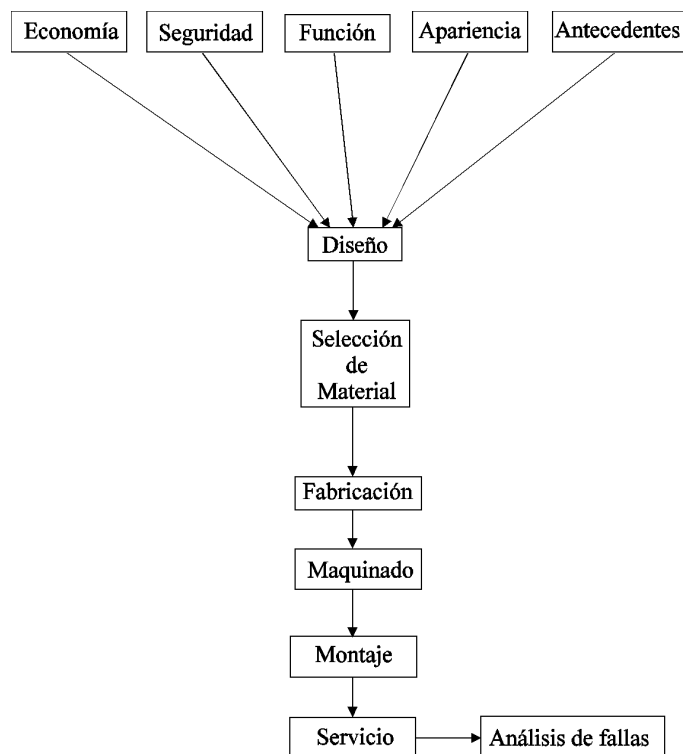 Economía
Seguridad
Función
Apariencia
Antecedentes
Diseño
Selección
de
Material
Fabricación
Maquinado
Montaje
Servicio
Análisis de fallas